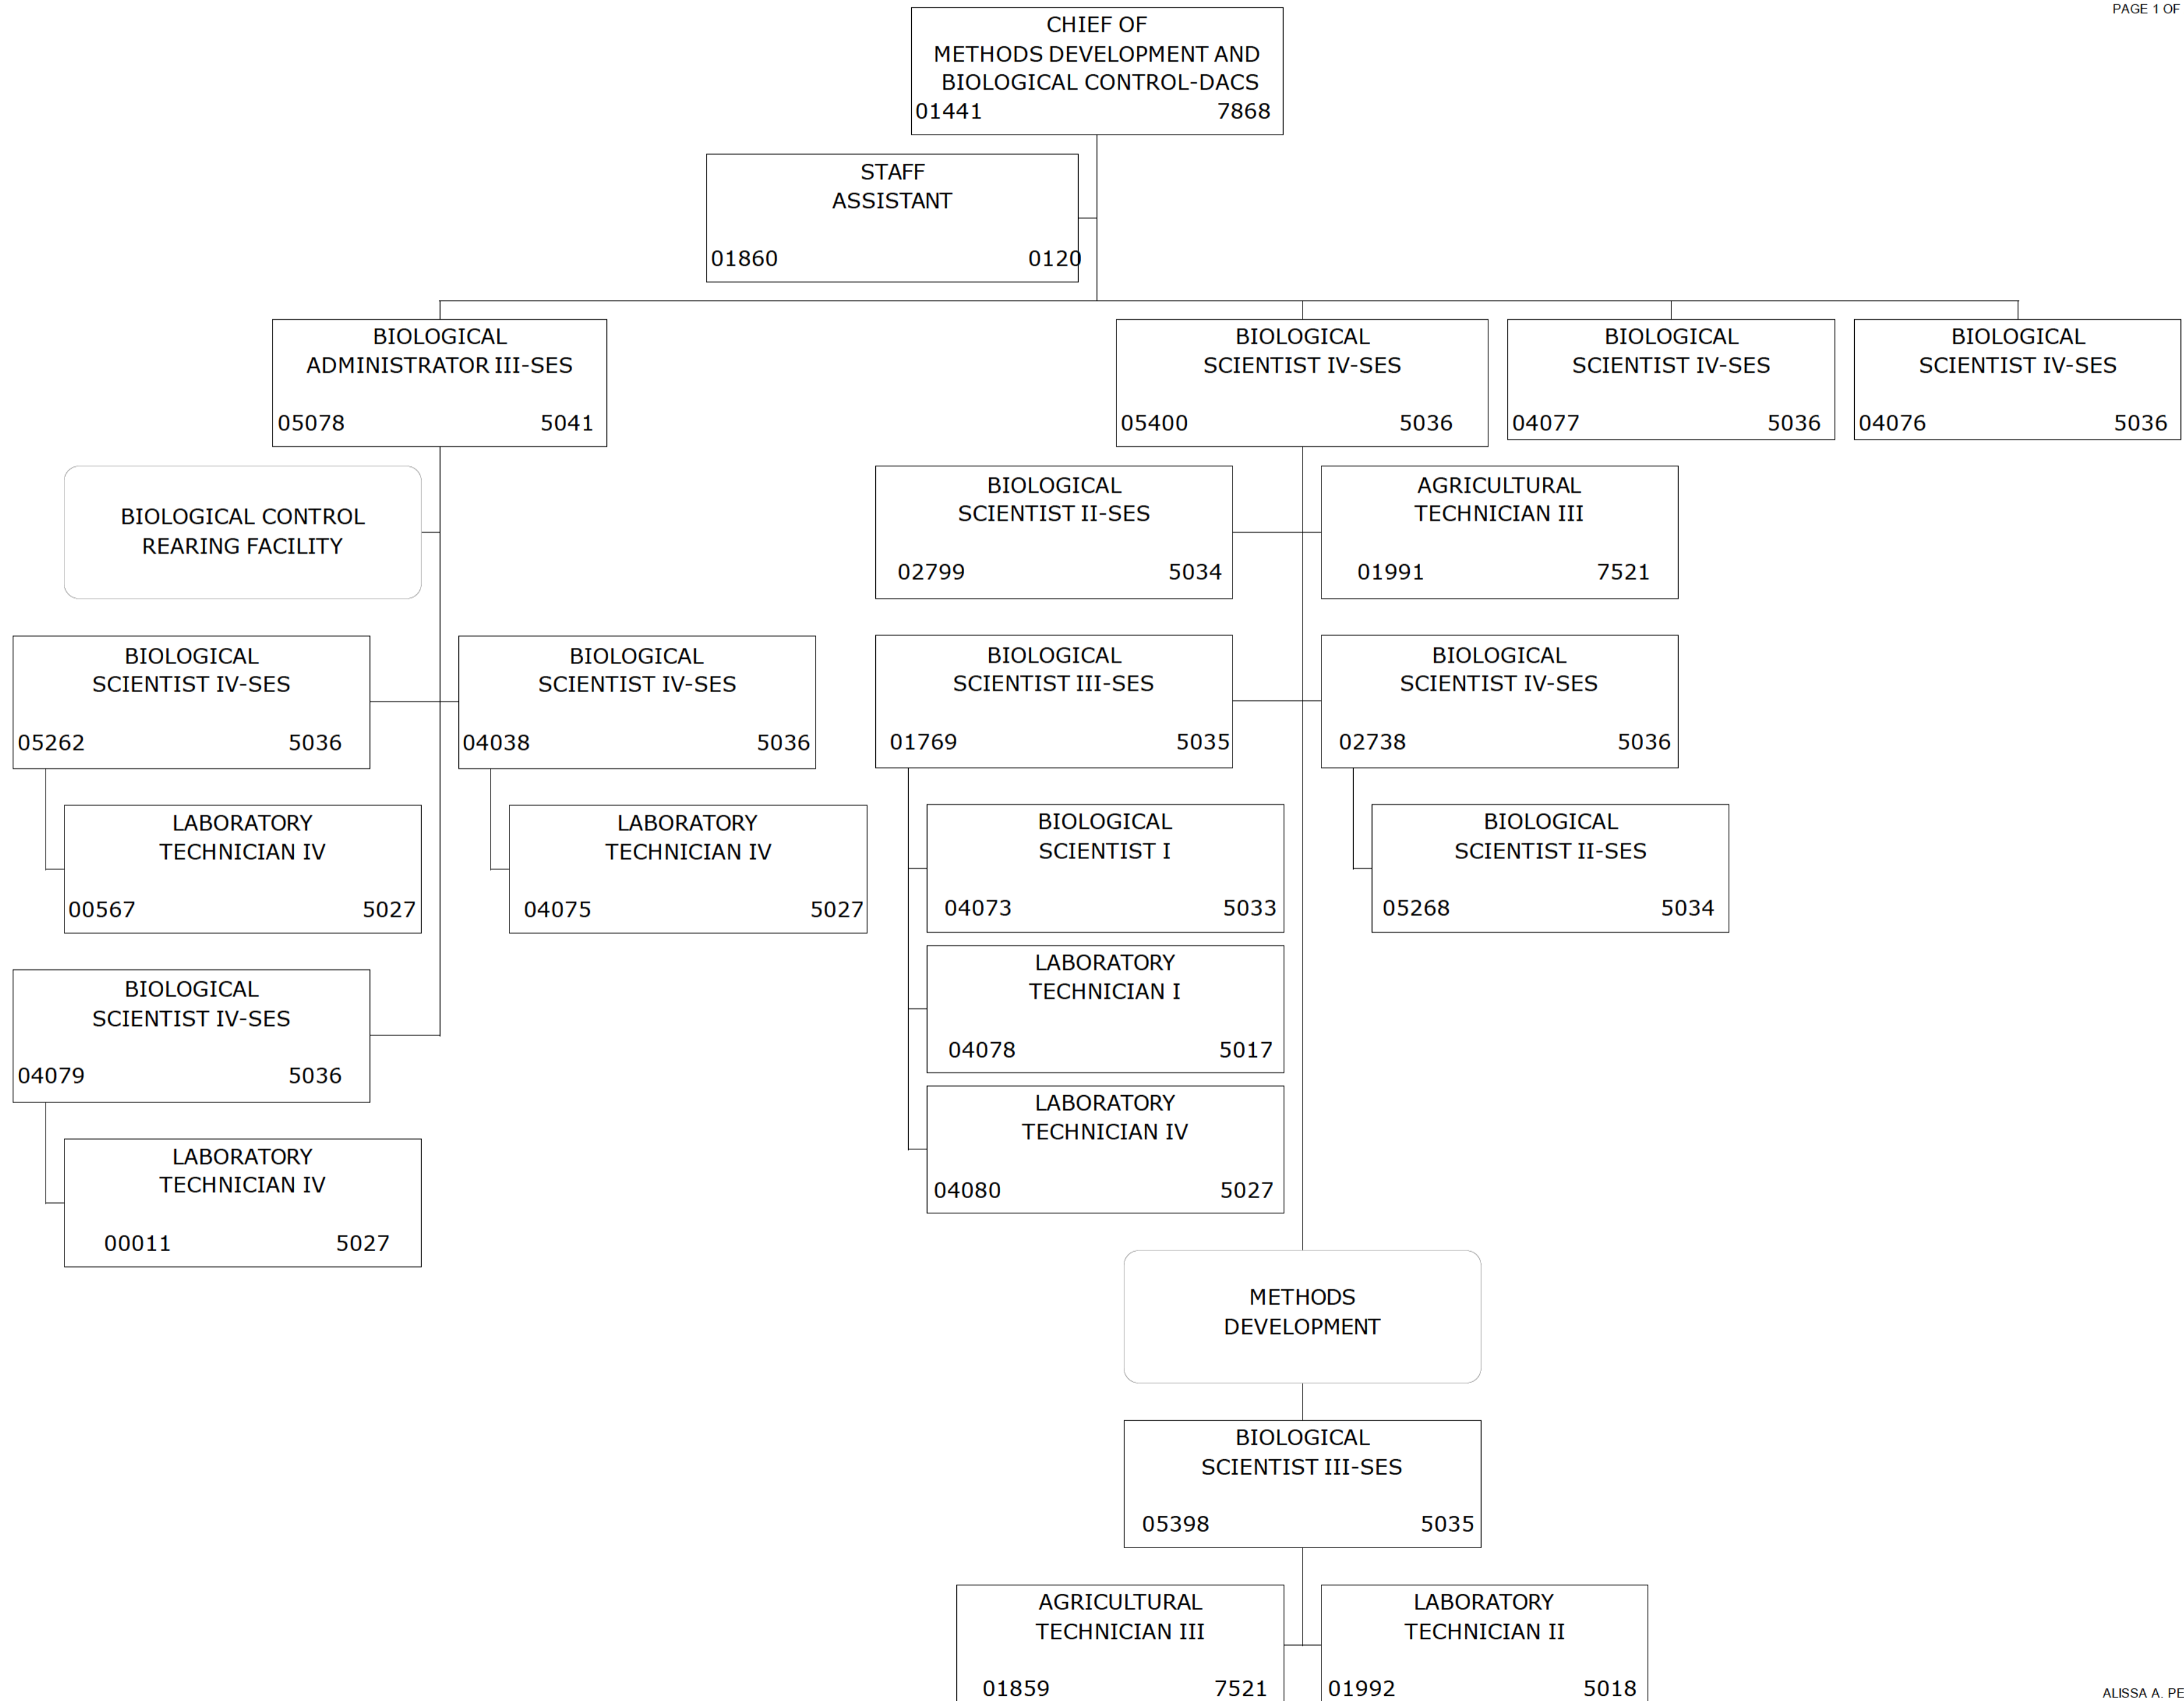 PAGE 1 OF
CHIEF OF
METHODS DEVELOPMENT AND
BIOLOGICAL CONTROL-DACS
01441 7868
STAFF
ASSISTANT
01860 0120
BIOLOGICAL
ADMINISTRATOR III-SES
05078 5041
BIOLOGICAL
SCIENTIST IV-SES
05400 5036
BIOLOGICAL
SCIENTIST IV-SES
04077 5036
BIOLOGICAL
SCIENTIST IV-SES
04076 5036
BIOLOGICAL CONTROL
REARING FACILITY
BIOLOGICAL
SCIENTIST II-SES
02799 5034
AGRICULTURAL
TECHNICIAN III
01991 7521
BIOLOGICAL
SCIENTIST IV-SES
05262 5036
BIOLOGICAL
SCIENTIST IV-SES
04038 5036
BIOLOGICAL
SCIENTIST III-SES
01769 5035
BIOLOGICAL
SCIENTIST IV-SES
02738 5036
LABORATORY
TECHNICIAN IV
00567 5027
LABORATORY
TECHNICIAN IV
04075 5027
BIOLOGICAL
SCIENTIST I
04073 5033
BIOLOGICAL
SCIENTIST II-SES
05268 5034
LABORATORY
TECHNICIAN I
04078 5017
BIOLOGICAL
SCIENTIST IV-SES
04079 5036
LABORATORY
TECHNICIAN IV
04080 5027
LABORATORY
TECHNICIAN IV
00011 5027
METHODS
DEVELOPMENT
BIOLOGICAL
SCIENTIST III-SES
05398 5035
AGRICULTURAL
TECHNICIAN III
01859 7521
LABORATORY
TECHNICIAN II
01992 5018
ALISSA A. PE